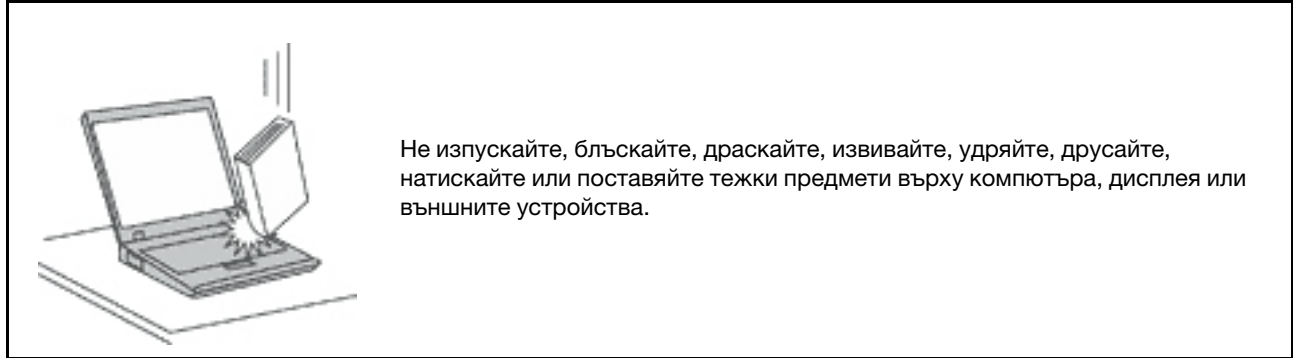 Не изпускайте, блъскайте, драскайте, извивайте, удряйте, друсайте,
натискайте или поставяйте тежки предмети върху компютъра, дисплея или
външните устройства.